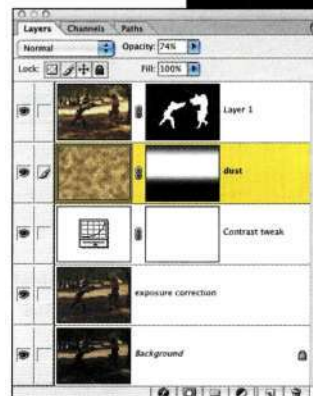 Layers Channels Paths
Normal Opacity: 74%
Lock: Fill: 100%
Layer 1
dust
Contrast tweak
exposure correction
Background